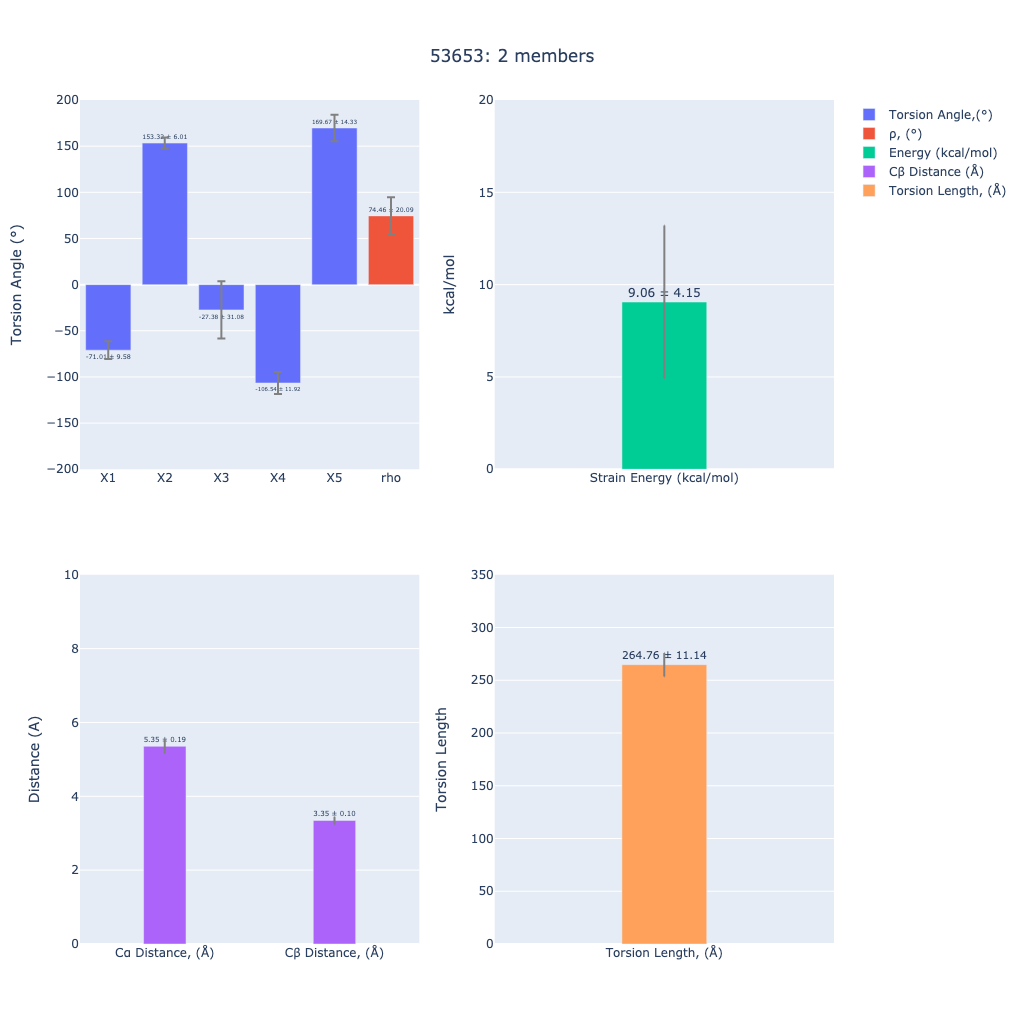 53653: 2 members
Torsion Angle (°)
200
150
100
50
0
−50
−100
−150
−200
-71.01 ± 9.58
-27.38 ± 31.08
-106.54 ± 11.92
169.67 ± 14.33
74.46 ± 20.09
X1
X2
X3
X4
X5
rho
kcal/mol
20
15
10
5
0
9.06 ± 4.15
Strain Energy (kcal/mol)
Torsion Angle,(°)
ρ, (°)
Energy (kcal/mol)
Cβ Distance (Å)
Torsion Length, (Å)
Distance (A)
10
8
6
4
2
0
5.35 ± 0.19
3.35 ± 0.10
Cα Distance, (Å)
Cβ Distance, (Å)
Torsion Length
350
300
250
200
150
100
50
0
264.76 ± 11.14
Torsion Length, (Å)